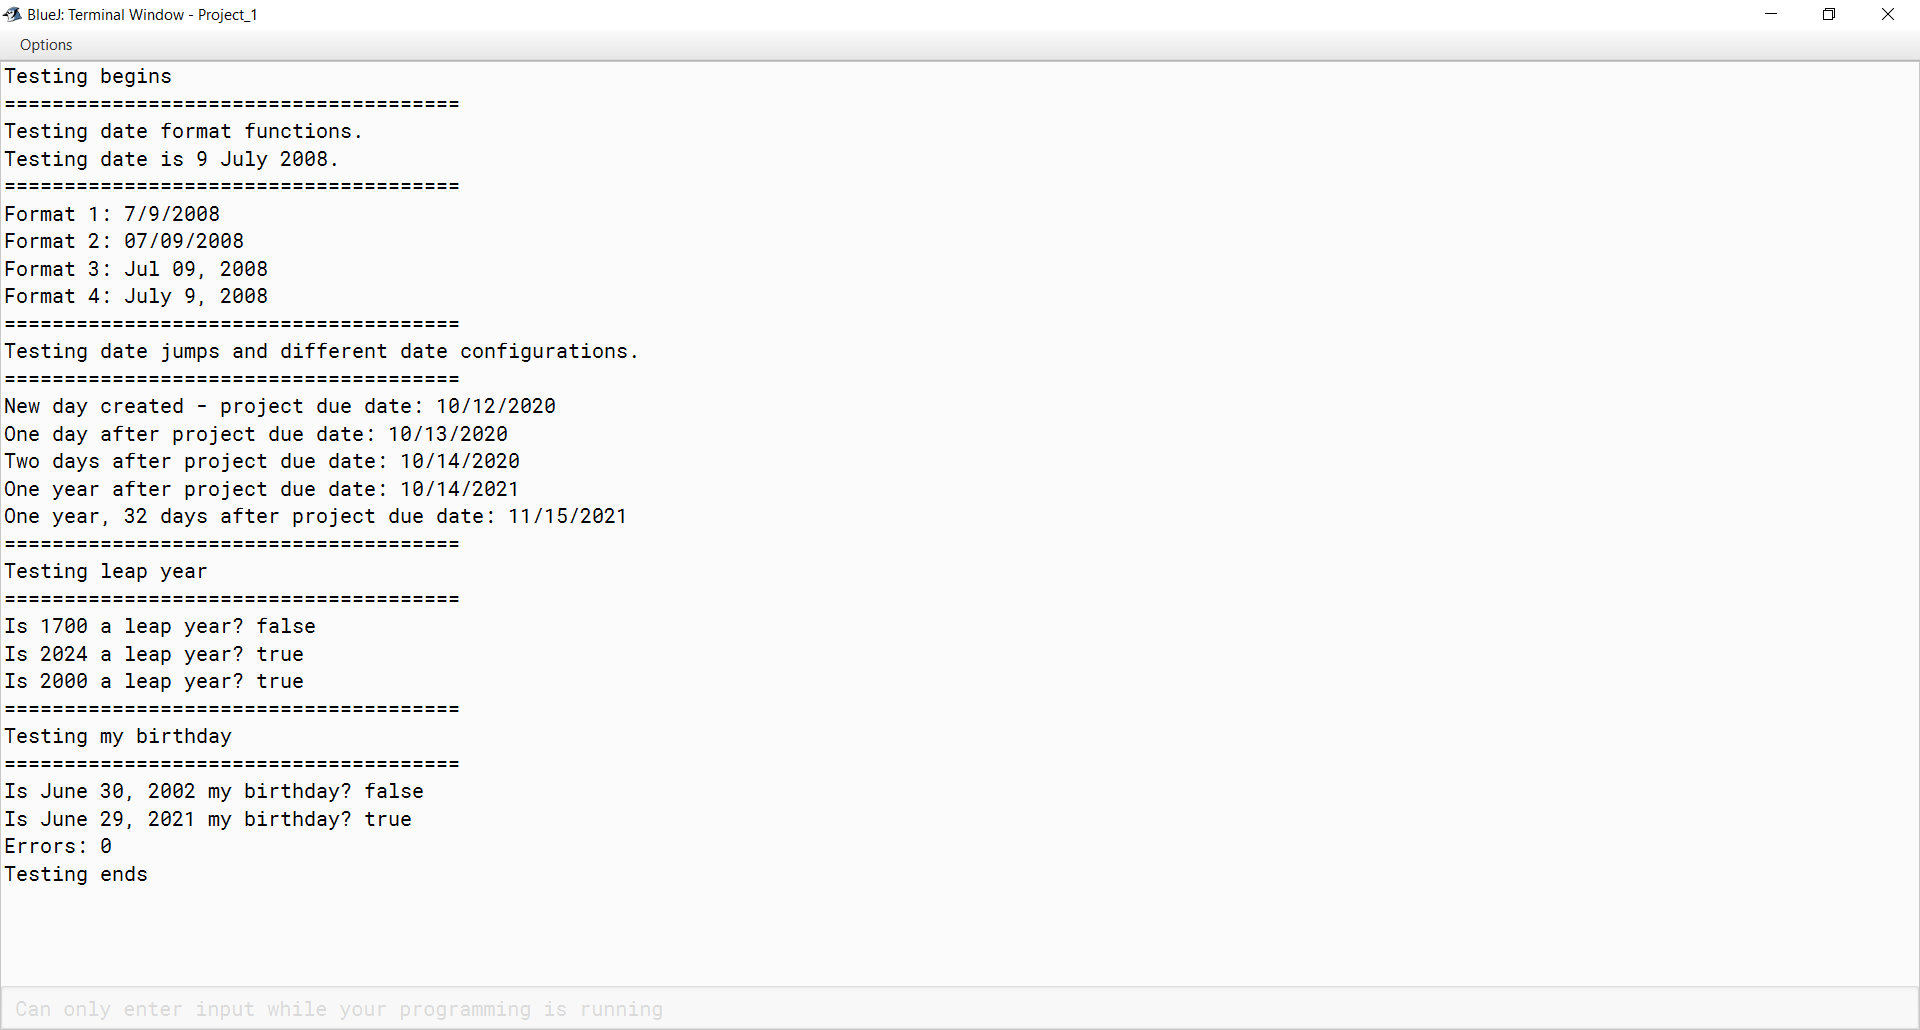 BlueJ: Terminal Window - Project_1
Options
Testing begins
======================================
Testing date format functions.
Testing date is 9 July 2008.
======================================
Format 1: 7/9/2008
Format 2: 07/09/2008
Format 3: Jul 09, 2008
Format 4: July 9, 2008
======================================
Testing date jumps and different date configurations.
======================================
New day created - project due date: 10/12/2020
One day after project due date: 10/13/2020
Two days after project due date: 10/14/2020
One year after project due date: 10/14/2021
One year, 32 days after project due date: 11/15/2021
======================================
Testing leap year
======================================
Is 1700 a leap year? false
Is 2024 a leap year? true
Is 2000 a leap year? true
======================================
Testing my birthday
======================================
Is June 30, 2002 my birthday? false
Is June 29, 2021 my birthday? true
Errors: 0
Testing ends
Can only enter input while your programming is running